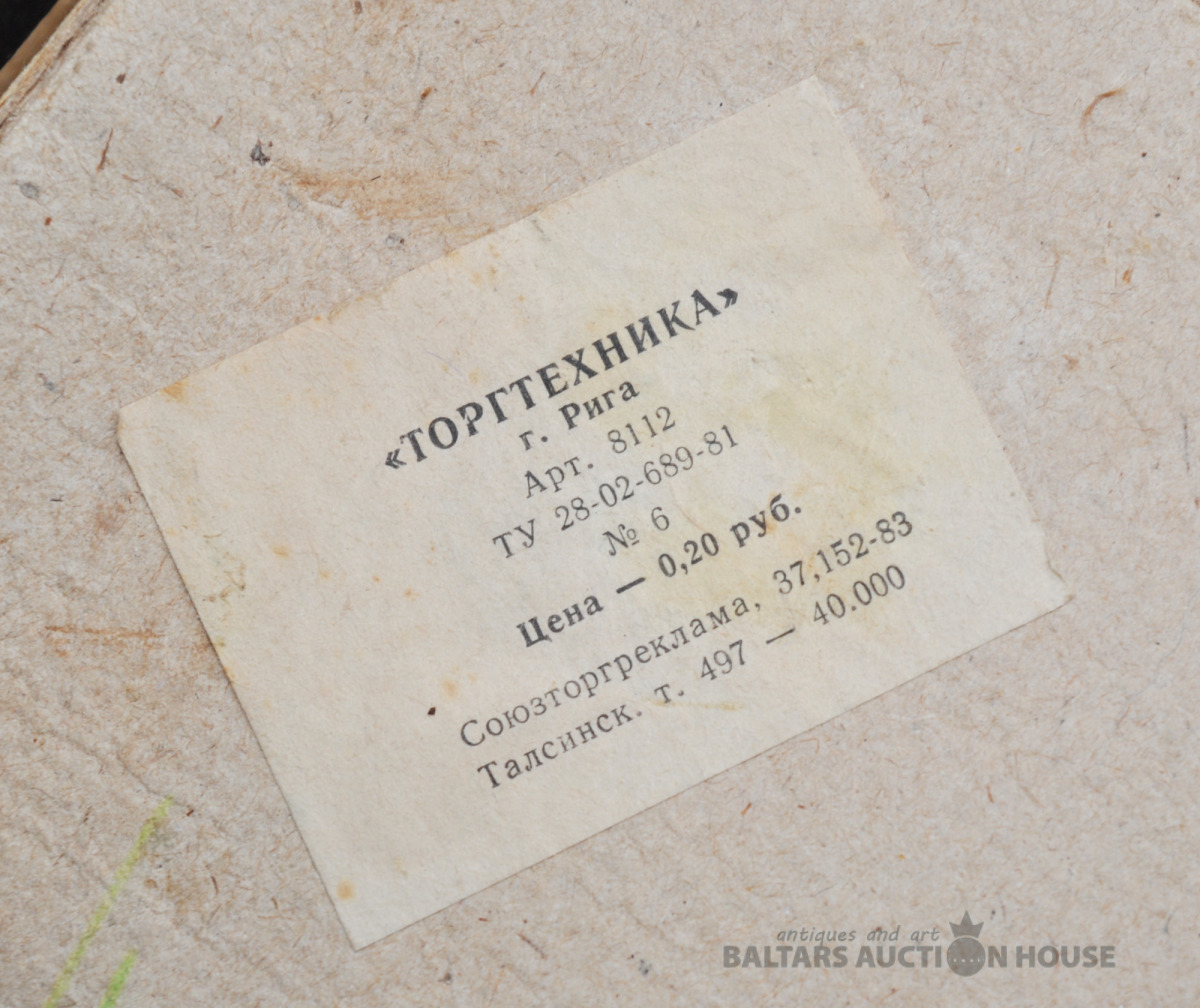 «ТОРГТЕХНИКА»
г. Рига
Арт. 8112
ТУ 28-02-689-81
№ 6
Цена — 0,20 руб.
Союзторгреклама, 37,152-83
Талсинск. т. 497 — 40.000
antiques and art
BALTARS AUCTION HOUSE